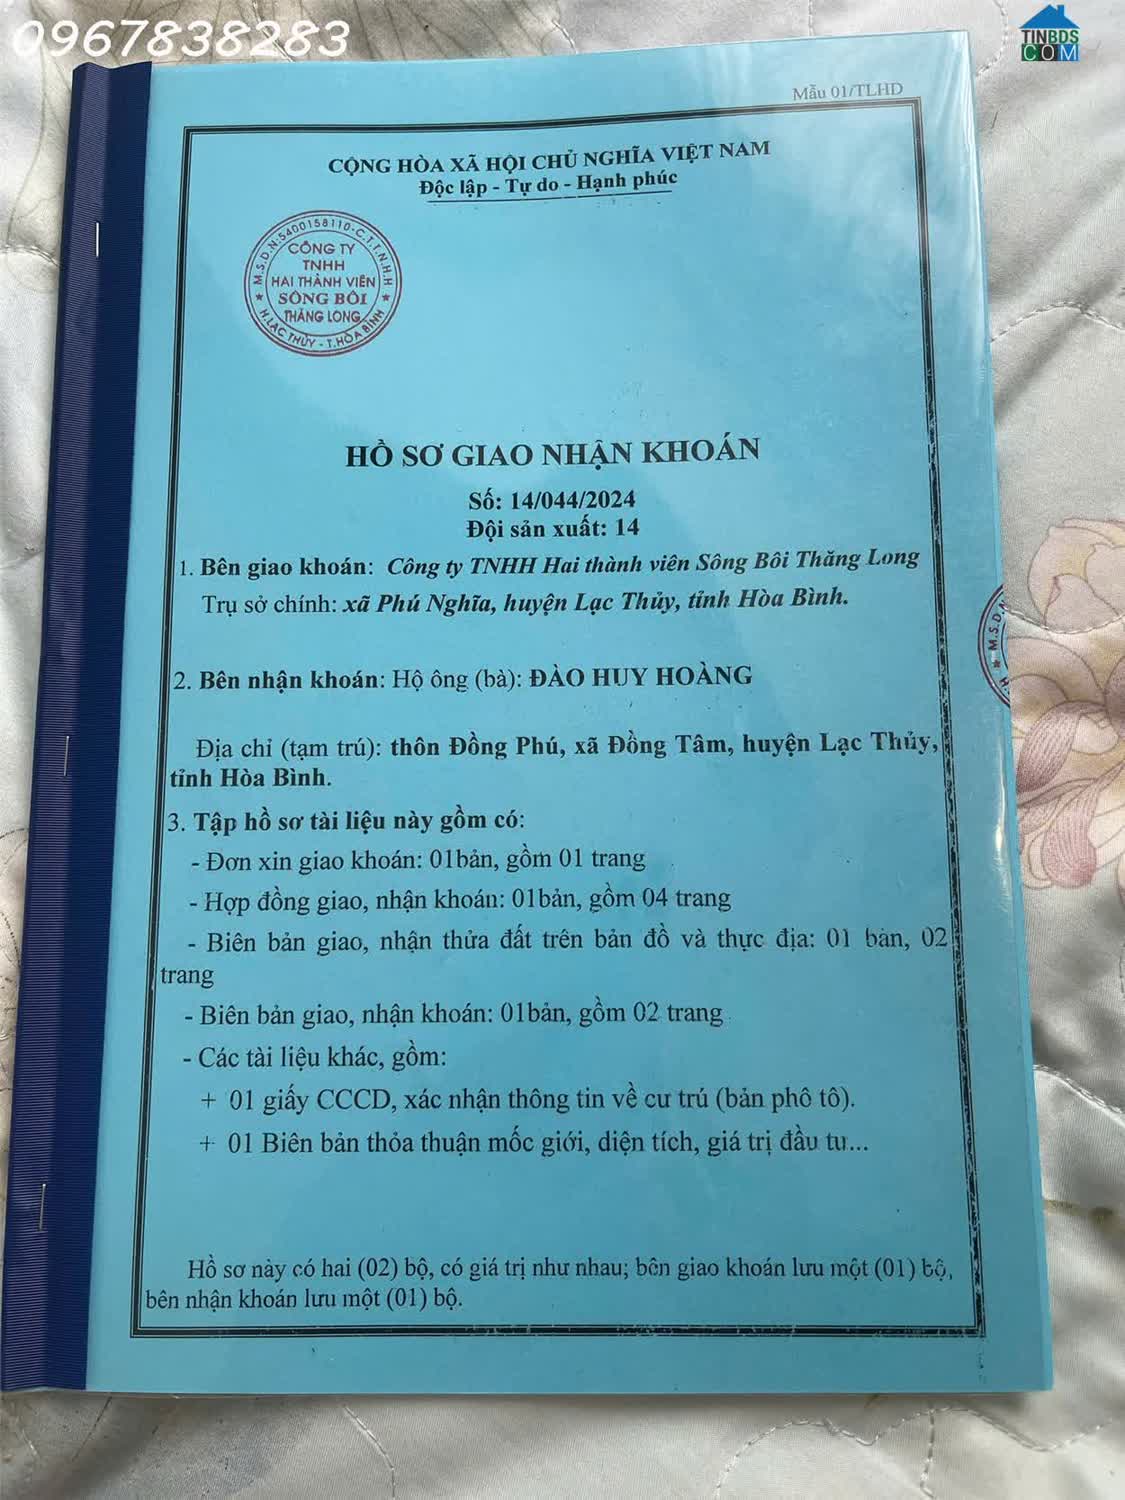 0967838283
TINBDS
COM
Mẫu 01/TLHD
CỘNG HÒA XÃ HỘI CHỦ NGHĨA VIỆT NAM
Độc lập - Tự do - Hạnh phúc
M.S.D.N:5400158110-C.T.T.N.H.H
CÔNG TY
TNHH
HAI THÀNH VIÊN
SÔNG BÔI
THĂNG LONG
H.LẠC THỦY - T.HÒA BÌNH
HỒ SƠ GIAO NHẬN KHOÁN
Số: 14/044/2024
Đội sản xuất: 14
1. Bên giao khoán: Công ty TNHH Hai thành viên Sông Bôi Thăng Long
Trụ sở chính: xã Phú Nghĩa, huyện Lạc Thủy, tỉnh Hòa Bình.
M.S.D.N
H.
2. Bên nhận khoán: Hộ ông (bà): ĐÀO HUY HOÀNG
Địa chỉ (tạm trú): thôn Đồng Phú, xã Đồng Tâm, huyện Lạc Thủy,
tỉnh Hòa Bình.
3. Tập hồ sơ tài liệu này gồm có:
- Đơn xin giao khoán: 01bản, gồm 01 trang
- Hợp đồng giao, nhận khoán: 01bản, gồm 04 trang
- Biên bản giao, nhận thửa đất trên bản đồ và thực địa: 01 bản, 02
trang
- Biên bản giao, nhận khoán: 01bản, gồm 02 trang
- Các tài liệu khác, gồm:
+ 01 giấy CCCD, xác nhận thông tin về cư trú (bản phô tô).
+ 01 Biên bản thỏa thuận mốc giới, diện tích, giá trị đầu tư...
Hồ sơ này có hai (02) bộ, có giá trị như nhau; bên giao khoán lưu một (01) bộ,
bên nhận khoán lưu một (01) bộ.